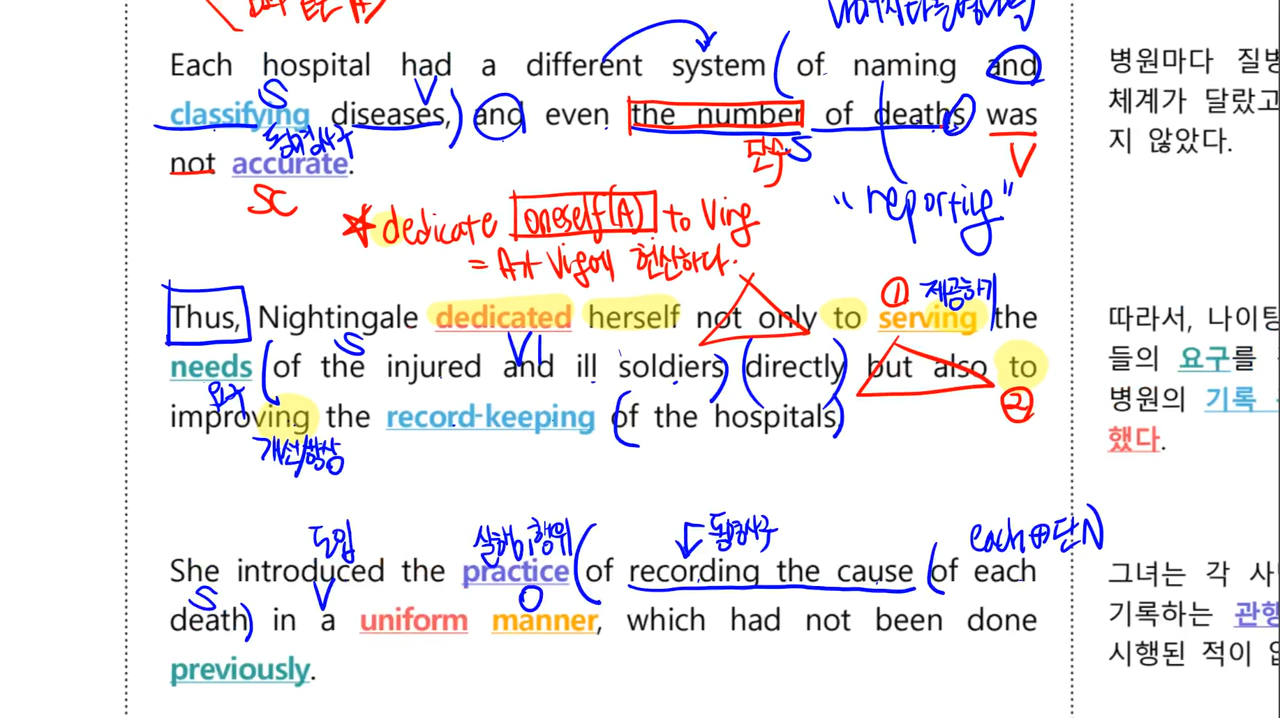 Each hospital had a different system of naming and
classifying diseases, and even the number of deaths was
not accurate.
S
V
동명사구
단수 S
V
SC
"reporting"
☆ dedicate oneself(A) to Ving
= A가 Ving에 헌신하다.
① 제공하기
Thus, Nightingale dedicated herself not only to serving the
S
V
needs of the injured and ill soldiers directly but also to
요구
②
improving the record-keeping of the hospitals
개선/향상
도입
실행, 행위
동명사구
each ⊕ 단N
She introduced the practice of recording the cause of each
S
V
O
death in a uniform manner, which had not been done
previously.
병원마다 질병
체계가 달랐고
지 않았다.
따라서, 나이팅
들의 요구를
병원의 기록
했다.
그녀는 각 사
기록하는 관행
시행된 적이 없